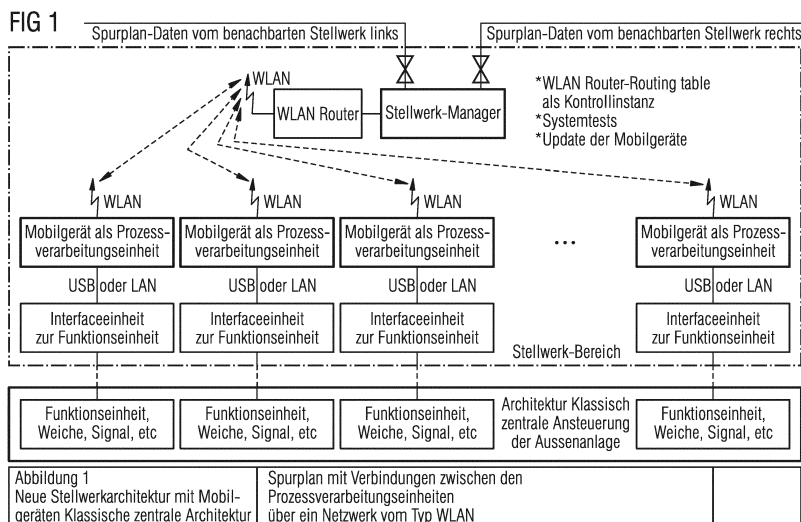 FIG 1
Spurplan-Daten vom benachbarten Stellwerk links
Spurplan-Daten vom benachbarten Stellwerk rechts
WLAN
WLAN Router
Stellwerk-Manager
*WLAN Router-Routing table
als Kontrollinstanz
*Systemtests
*Update der Mobilgeräte
WLAN
WLAN
WLAN
WLAN
Mobilgerät als Prozess-
verarbeitungseinheit
Mobilgerät als Prozess-
verarbeitungseinheit
Mobilgerät als Prozess-
verarbeitungseinheit
...
Mobilgerät als Prozess-
verarbeitungseinheit
USB oder LAN
USB oder LAN
USB oder LAN
USB oder LAN
Interfaceeinheit
zur Funktionseinheit
Interfaceeinheit
zur Funktionseinheit
Interfaceeinheit
zur Funktionseinheit
Interfaceeinheit
zur Funktionseinheit
Stellwerk-Bereich
Funktionseinheit,
Weiche, Signal, etc
Funktionseinheit,
Weiche, Signal, etc
Funktionseinheit,
Weiche, Signal, etc
Architektur Klassisch
zentrale Ansteuerung
der Aussenanlage
Funktionseinheit,
Weiche, Signal, etc
Abbildung 1
Neue Stellwerkarchitektur mit Mobil-
geräten Klassische zentrale Architektur
Spurplan mit Verbindungen zwischen den
Prozessverarbeitungseinheiten
über ein Netzwerk vom Typ WLAN